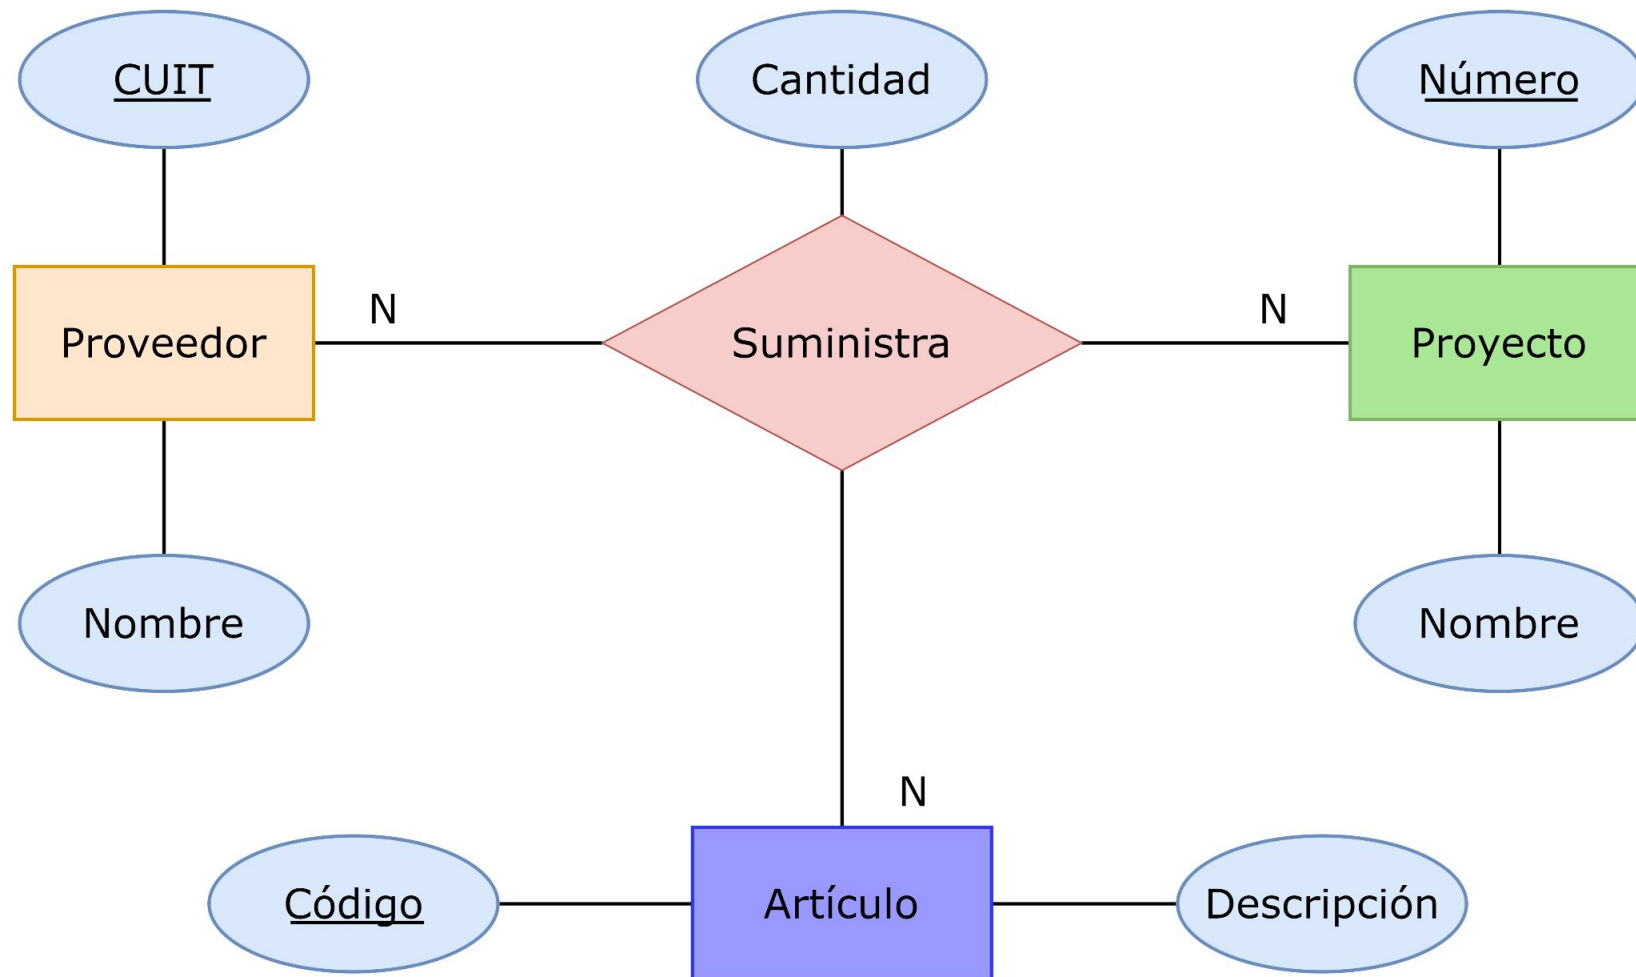 CUIT
Cantidad
Número
N
N
Proveedor
Suministra
Proyecto
Nombre
Nombre
N
Código
Artículo
Descripción